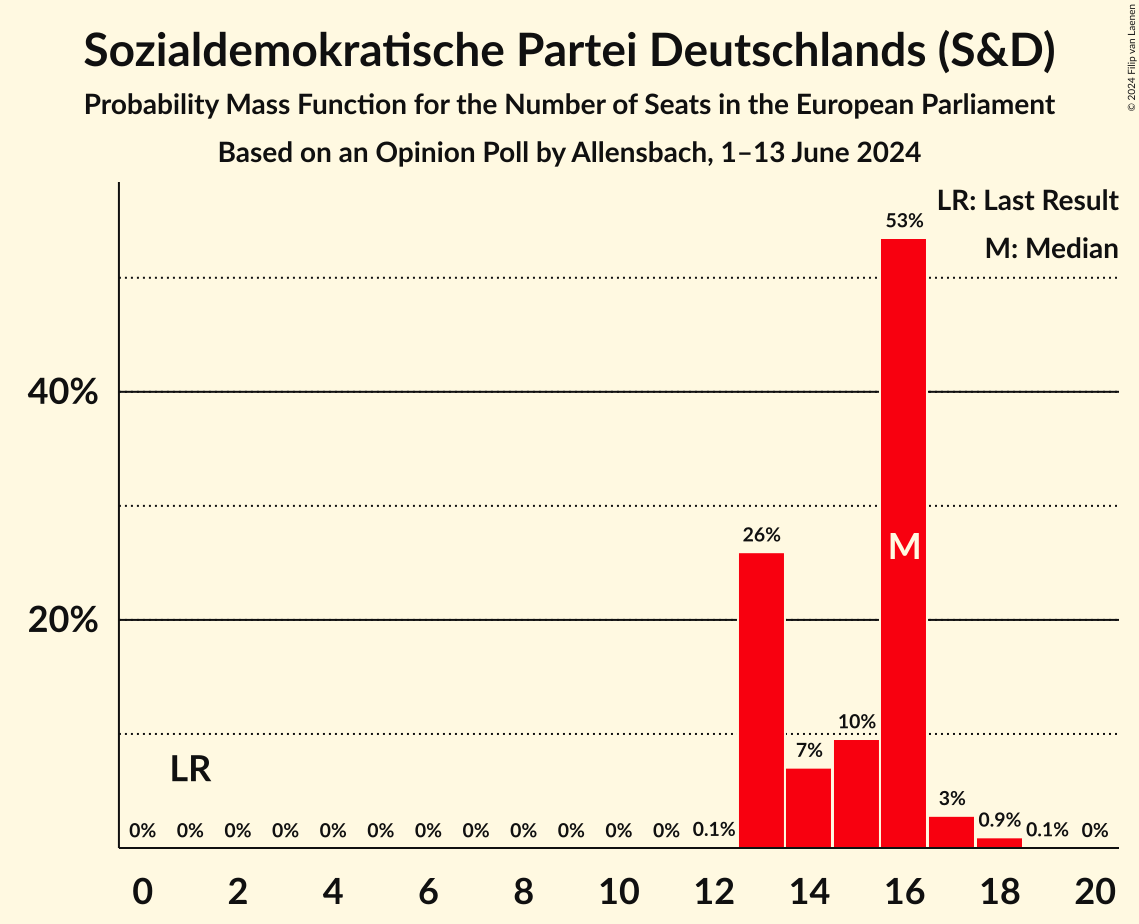 Sozialdemokratische Partei Deutschlands (S&D)
Probability Mass Function for the Number of Seats in the European Parliament
Based on an Opinion Poll by Allensbach, 1–13 June 2024
© 2024 Filip van Laenen
LR: Last Result
M: Median
53%
40%
26%
M
20%
10%
7%
LR
3%
0% 0% 0% 0% 0% 0% 0% 0% 0% 0% 0% 0% 0.1% 0.9% 0.1% 0%
0 2 4 6 8 10 12 14 16 18 20